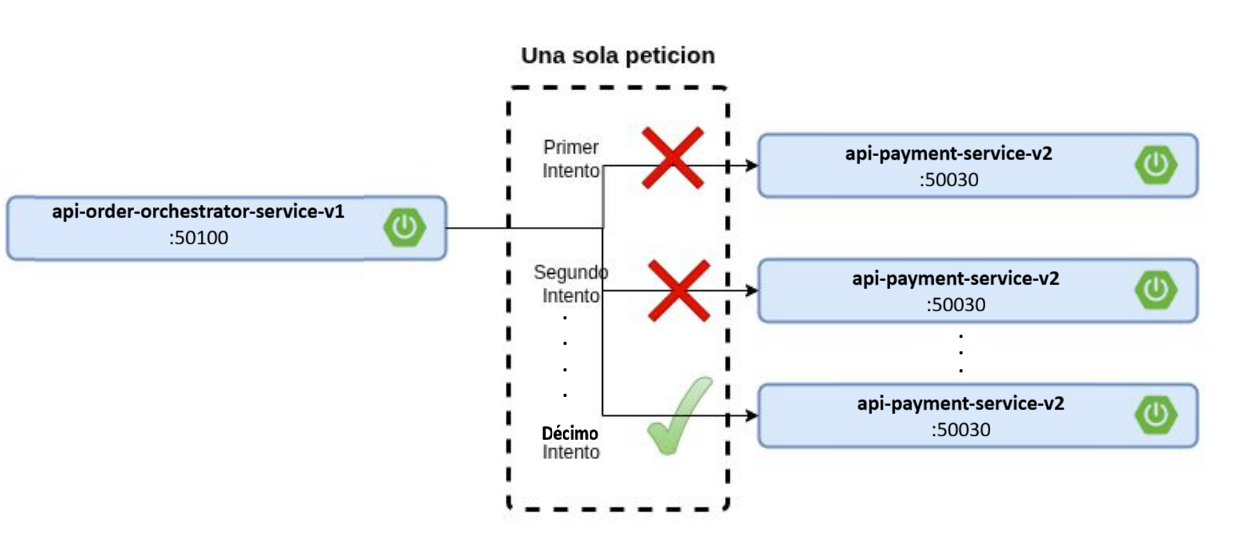 Una sola peticion
Primer
Intento
api-payment-service-v2
:50030
api-order-orchestrator-service-v1
:50100
Segundo
Intento
api-payment-service-v2
:50030
Décimo
Intento
api-payment-service-v2
:50030